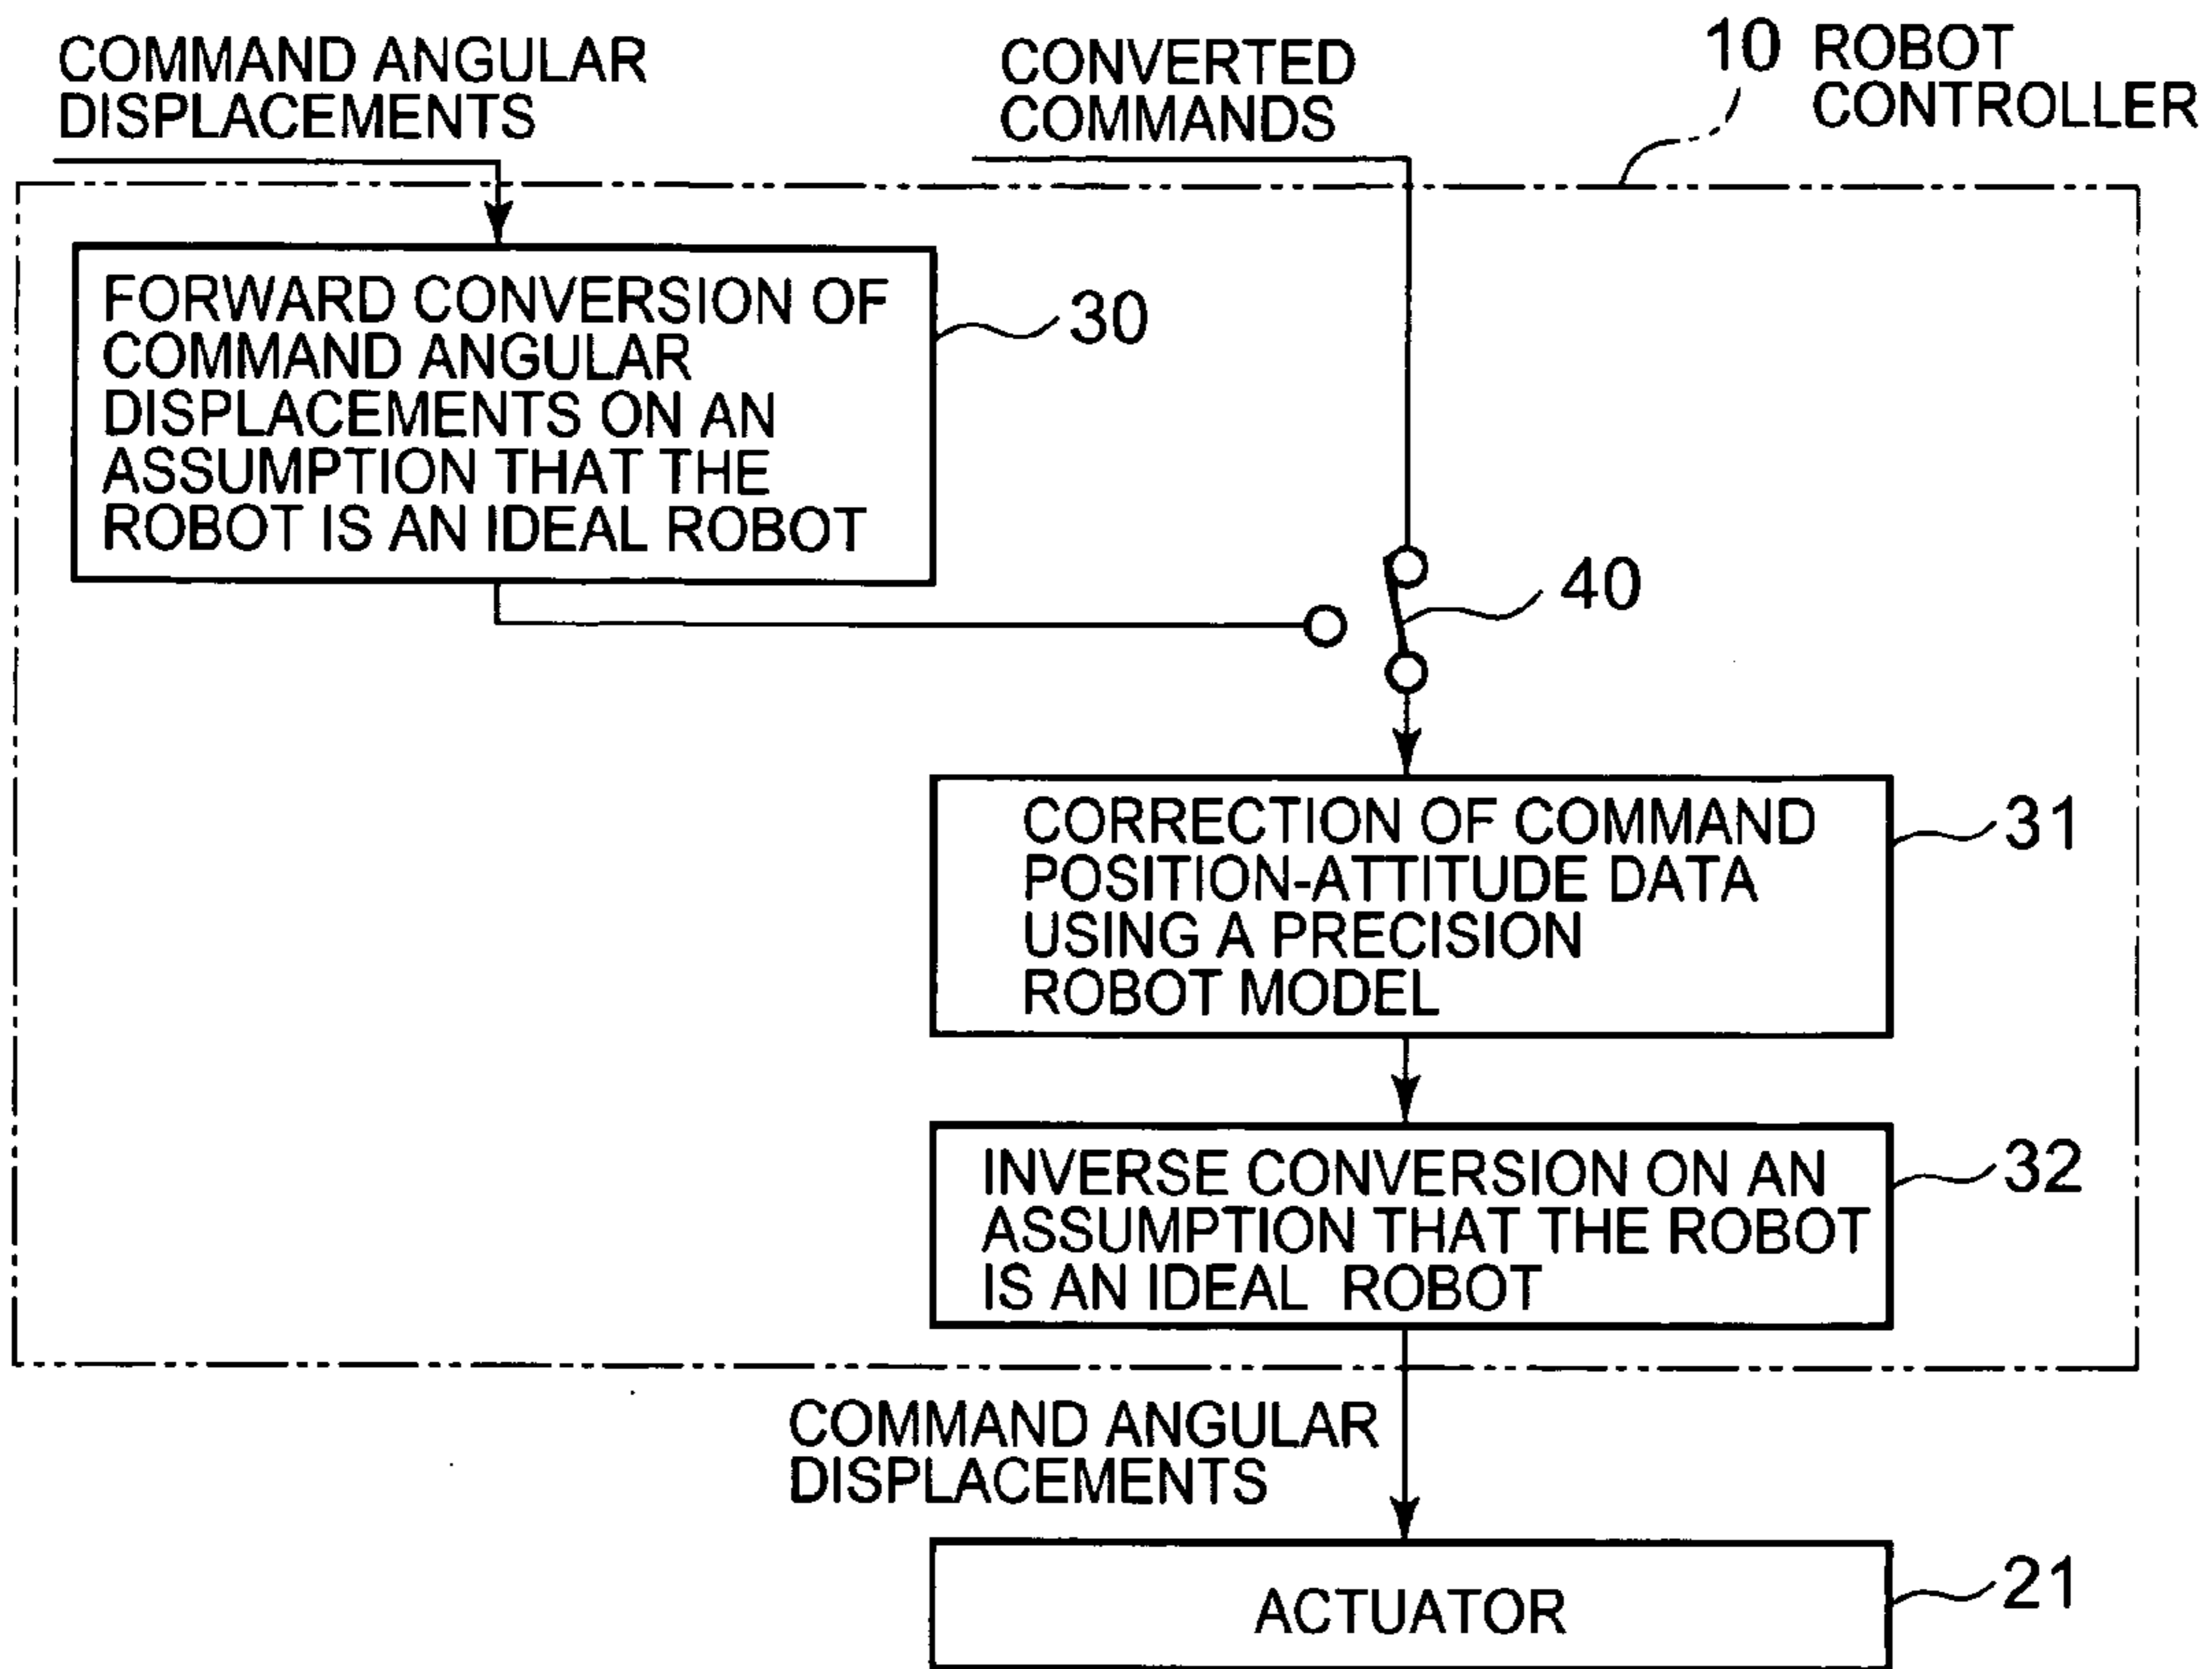 COMMAND ANGULAR
DISPLACEMENTS
CONVERTED
COMMANDS
10 ROBOT
CONTROLLER
FORWARD CONVERSION OF
COMMAND ANGULAR
DISPLACEMENTS ON AN
ASSUMPTION THAT THE
ROBOT IS AN IDEAL ROBOT
30
40
CORRECTION OF COMMAND
POSITION-ATTITUDE DATA
USING A PRECISION
ROBOT MODEL
31
INVERSE CONVERSION ON AN
ASSUMPTION THAT THE ROBOT
IS AN IDEAL ROBOT
32
COMMAND ANGULAR
DISPLACEMENTS
ACTUATOR
21